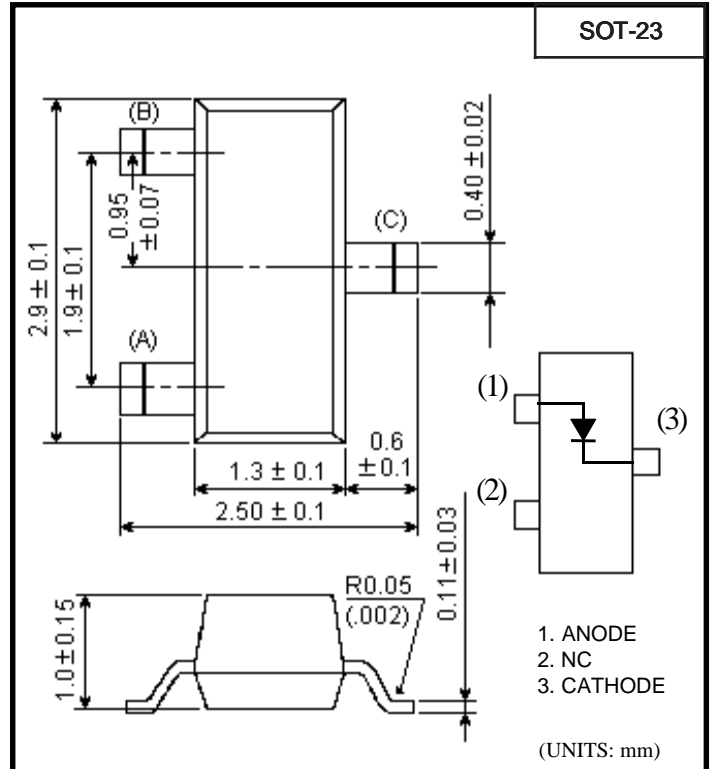 SOT-23
(B)
0.40 ±0.02
0.95
±0.07
(C)
2.9 ± 0.1
1.9 ± 0.1
(A)
(1)
(3)
0.6
±0.1
1.3 ± 0.1
(2)
2.50 ± 0.1
0.11±0.03
R0.05
(.002)
1.0±0.15
1. ANODE
2. NC
3. CATHODE
(UNITS: mm)